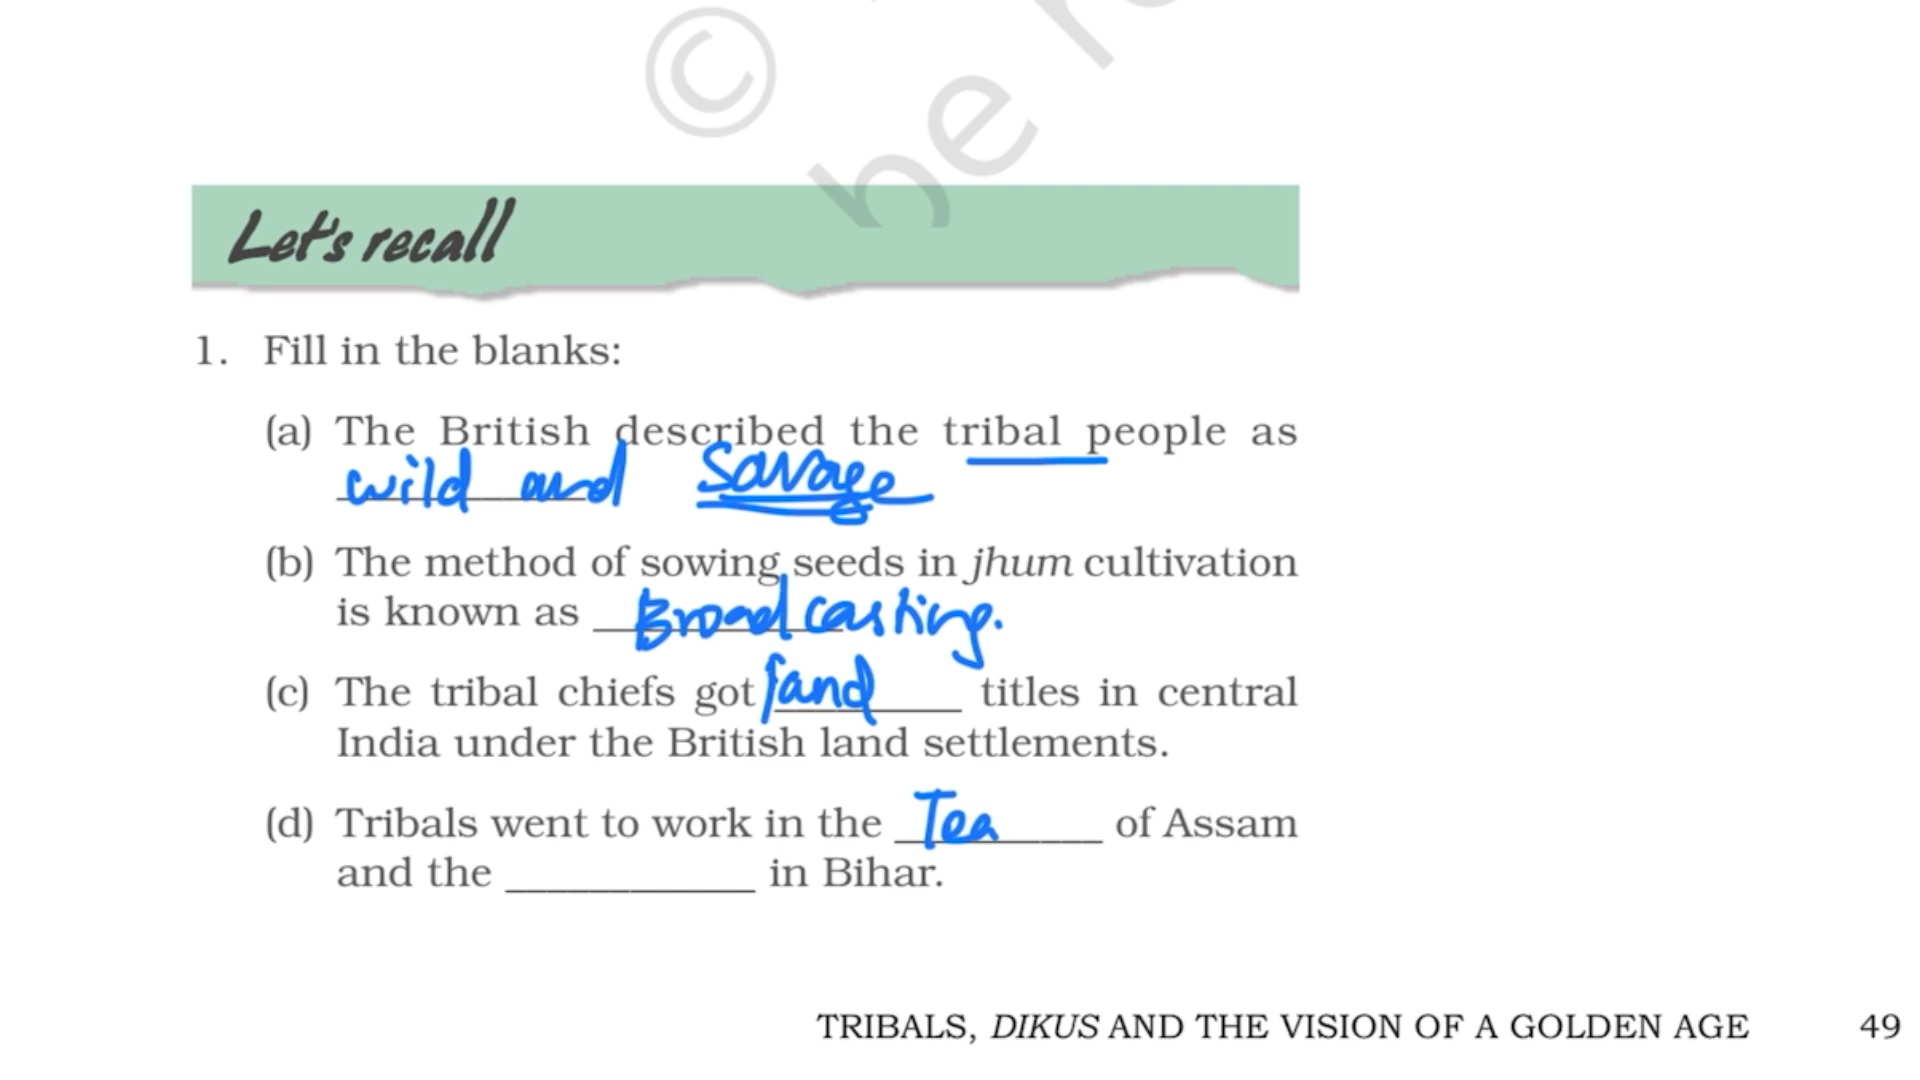 ©
be r
Let's recall
1. Fill in the blanks:
(a) The British described the tribal people as
wild and savage
(b) The method of sowing seeds in jhum cultivation
is known as Broadcasting.
(c) The tribal chiefs got land titles in central
India under the British land settlements.
(d) Tribals went to work in the Tea of Assam
and the ____________ in Bihar.
TRIBALS, DIKUS AND THE VISION OF A GOLDEN AGE 49